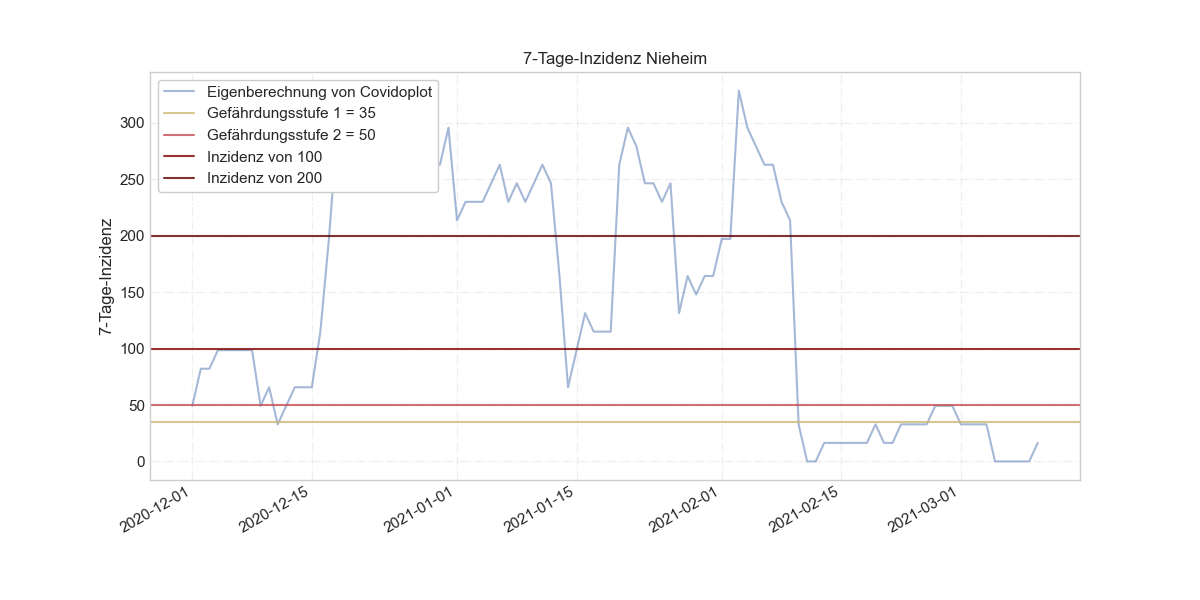 7-Tage-Inzidenz Nieheim
Eigenberechnung von Covidoplot
Gefährdungsstufe 1 = 35
Gefährdungsstufe 2 = 50
Inzidenz von 100
Inzidenz von 200
7-Tage-Inzidenz
300
250
200
150
100
50
0
2020-12-01
2020-12-15
2021-01-01
2021-01-15
2021-02-01
2021-02-15
2021-03-01